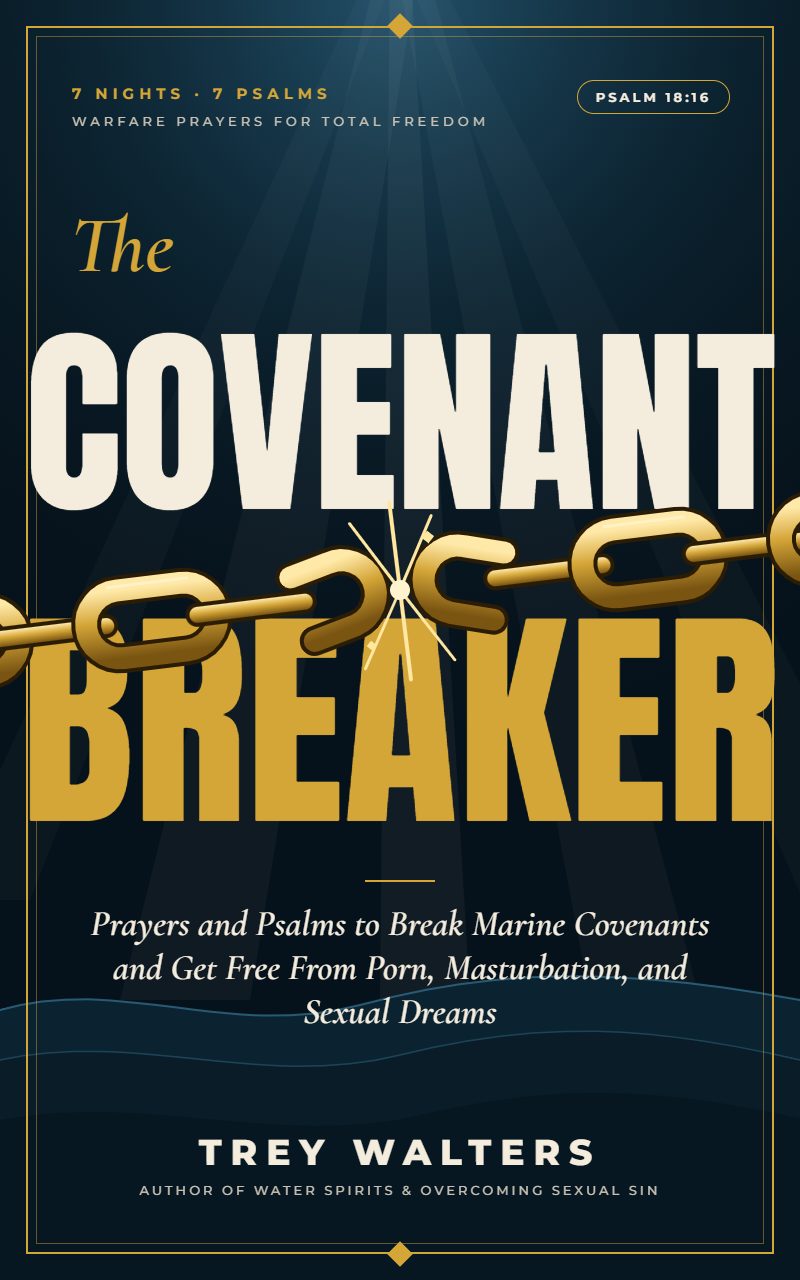 7 NIGHTS · 7 PSALMS
WARFARE PRAYERS FOR TOTAL FREEDOM
PSALM 18:16
The
COVENANT
BREAKER
Prayers and Psalms to Break Marine Covenants
and Get Free From Porn, Masturbation, and
Sexual Dreams
TREY WALTERS
AUTHOR OF WATER SPIRITS & OVERCOMING SEXUAL SIN